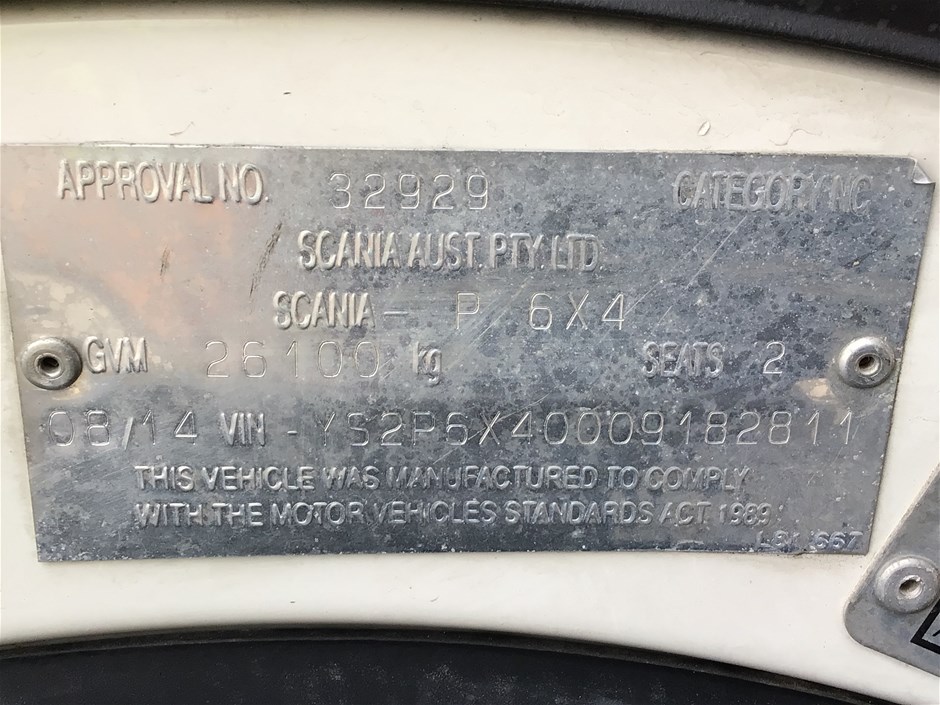 APPROVAL NO. 32929 CATEGORY NC
SCANIA AUST. PTY. LTD.
SCANIA - P 6X4
GVM 26100 kg SEATS 2
08/14 VIN - YS2P6X40009182811
THIS VEHICLE WAS MANUFACTURED TO COMPLY
WITH THE MOTOR VEHICLES STANDARDS ACT 1989